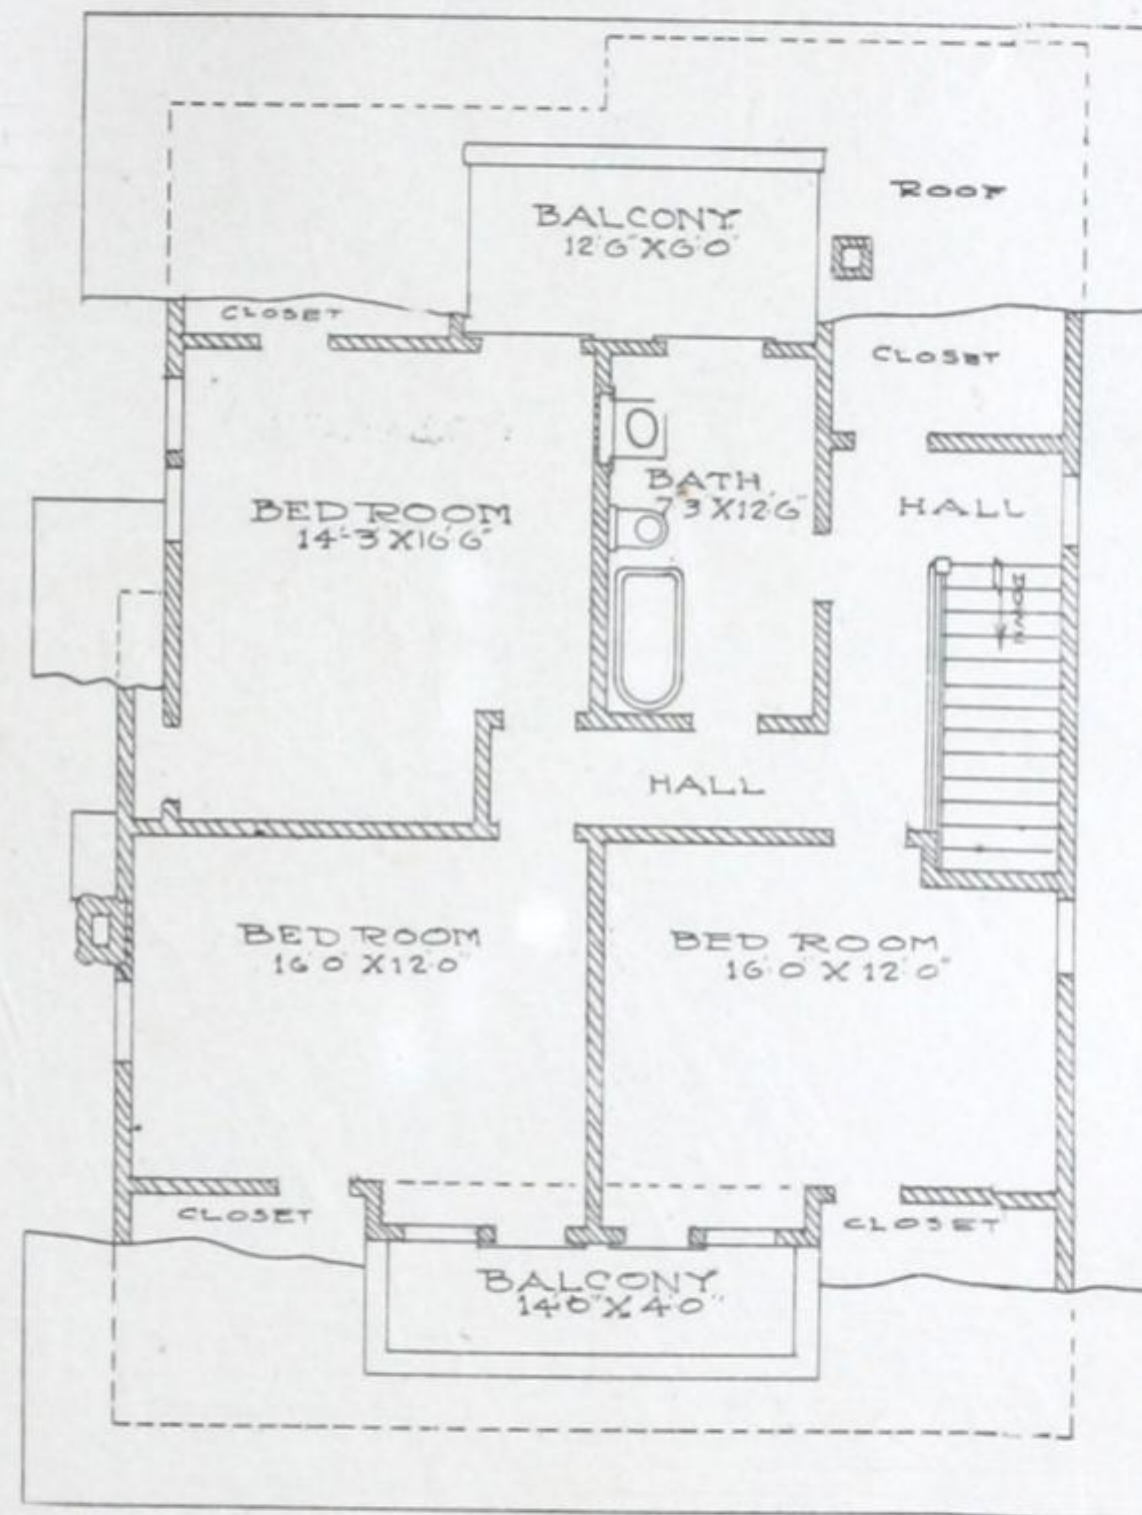 ROOF
BALCONY
12'6" X 6'0"
CLOSET
CLOSET
BATH
7'3 X 12'6"
HALL
BED ROOM
14'-3 X 16'6"
DOWN
HALL
BED ROOM
16'0 X 12'0"
BED ROOM
16'0 X 12'0"
CLOSET
CLOSET
BALCONY
14'0" X 4'0"